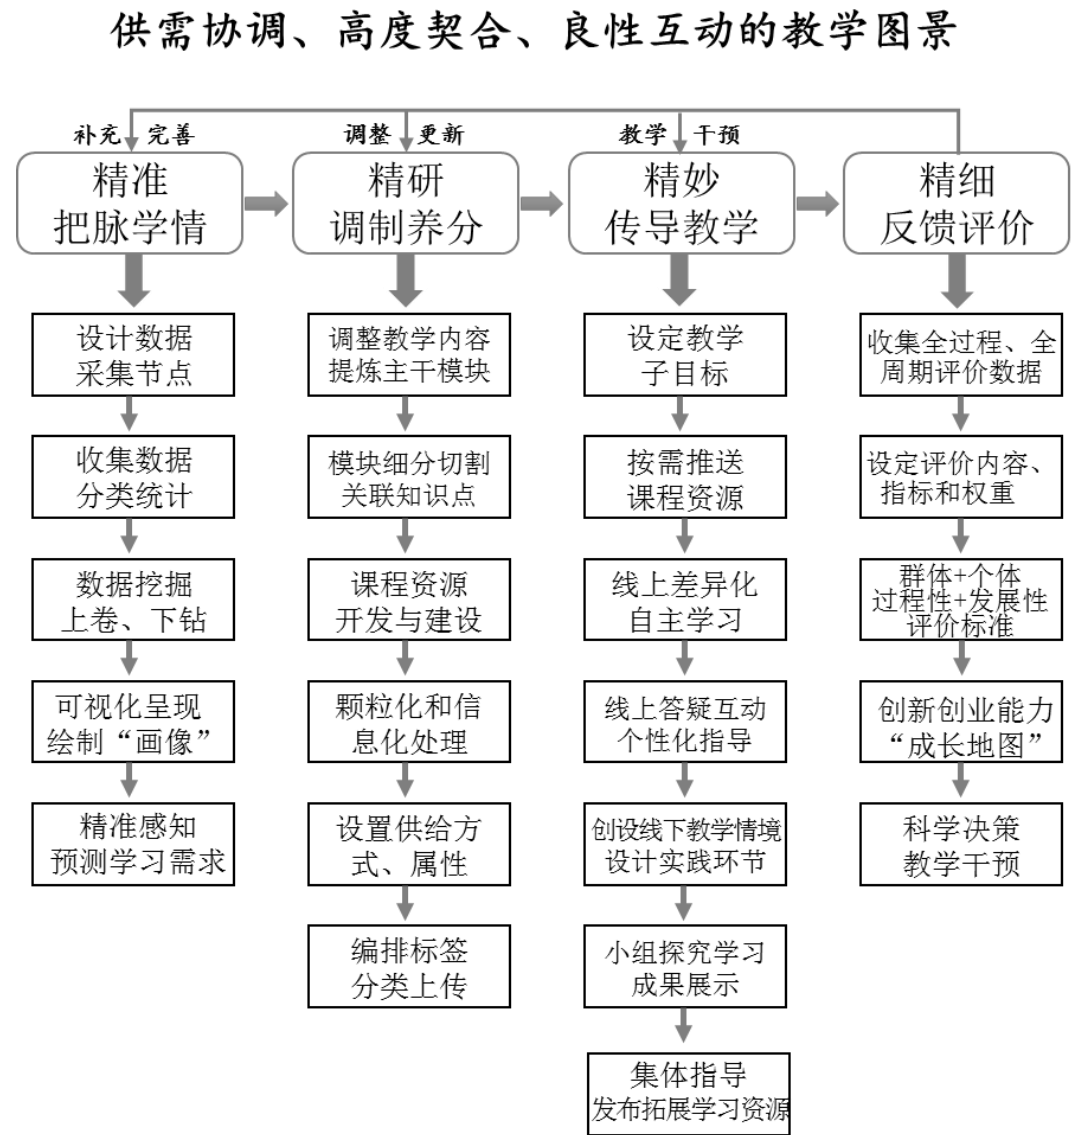 供需协调、高度契合、良性互动的教学图景
补充 完善
调整 更新
教学 干预
精准
把脉学情
精研
调制养分
精妙
传导教学
精细
反馈评价
设计数据
采集节点
收集数据
分类统计
数据挖掘
上卷、下钻
可视化呈现
绘制“画像”
精准感知
预测学习需求
调整教学内容
提炼主干模块
模块细分切割
关联知识点
课程资源
开发与建设
颗粒化和信
息化处理
设置供给方
式、属性
编排标签
分类上传
设定教学
子目标
按需推送
课程资源
线上差异化
自主学习
线上答疑互动
个性化指导
创设线下教学情境
设计实践环节
小组探究学习
成果展示
集体指导
发布拓展学习资源
收集全过程、全
周期评价数据
设定评价内容、
指标和权重
群体+个体
过程性+发展性
评价标准
创新创业能力
“成长地图”
科学决策
教学干预